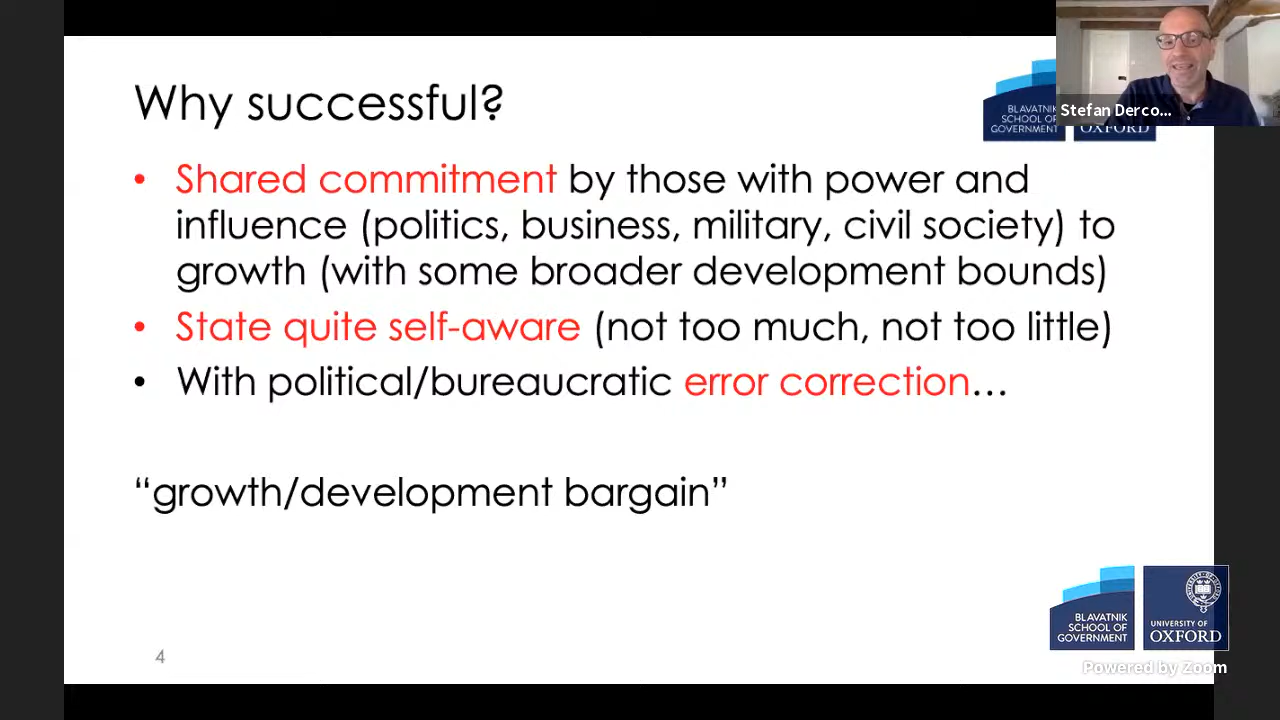 Why successful?
BLAVATNIK
SCHOOL OF
GOVERNMENT
OXFORD
Stefan Derco...
• Shared commitment by those with power and
influence (politics, business, military, civil society) to
growth (with some broader development bounds)
• State quite self-aware (not too much, not too little)
• With political/bureaucratic error correction…
“growth/development bargain”
BLAVATNIK
SCHOOL OF
GOVERNMENT
UNIVERSITY OF
OXFORD
4
Powered by Zoom